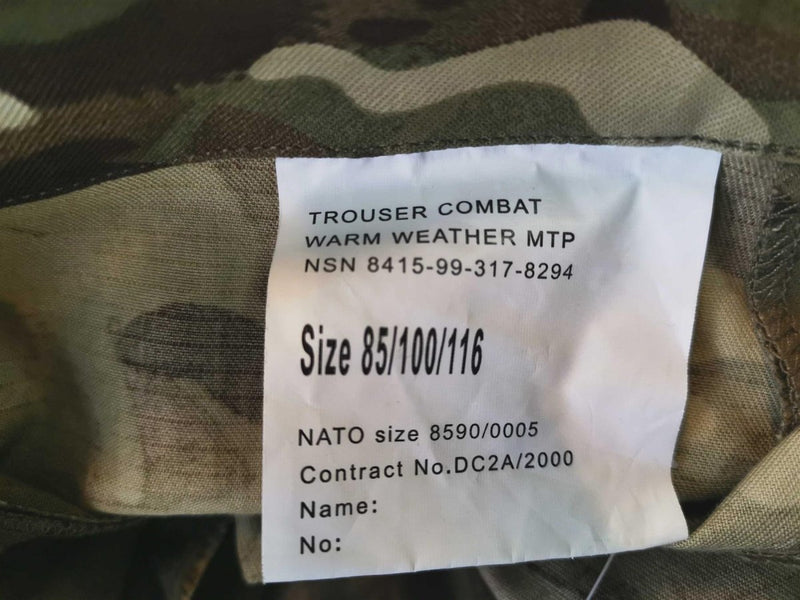 TROUSER COMBAT
WARM WEATHER MTP
NSN 8415-99-317-8294
Size 85/100/116
NATO size 8590/0005
Contract No.DC2A/2000
Name:
No: